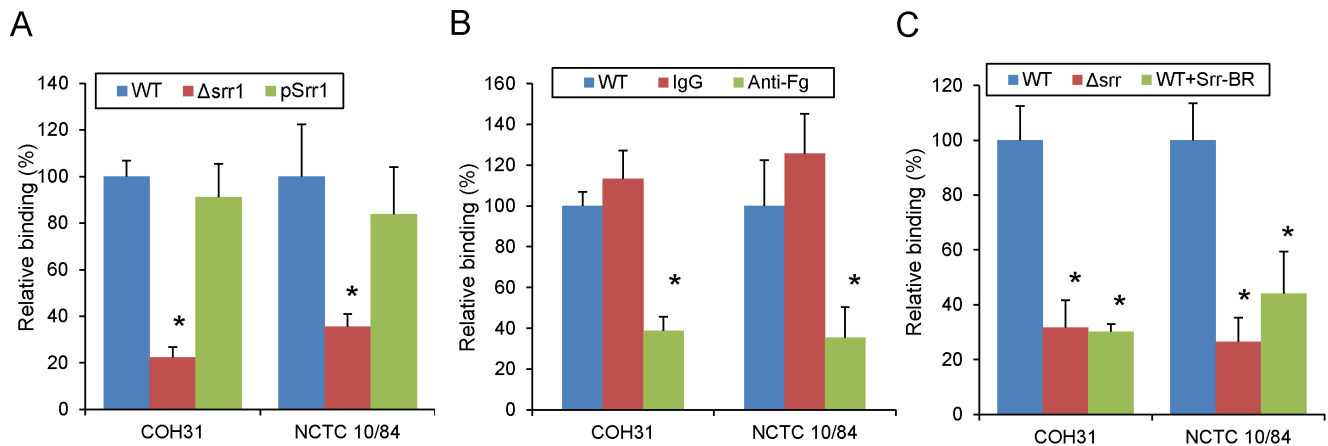 A
WT Δsrr1 pSrr1
Relative binding (%)
140
120
100
80
60
40
20
0
*
*
COH31 NCTC 10/84
B
WT IgG Anti-Fg
Relative binding (%)
160
140
120
100
80
60
40
20
0
*
*
COH31 NCTC 10/84
C
WT Δsrr WT+Srr-BR
Relative binding (%)
120
100
80
60
40
20
0
*
*
*
*
COH31 NCTC 10/84